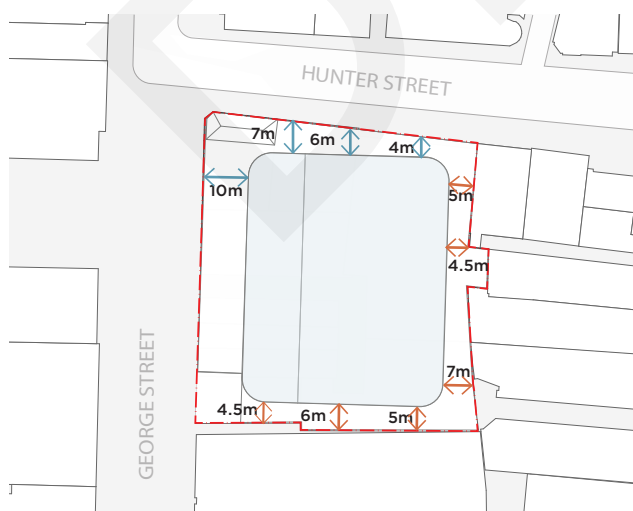 HUNTER STREET
7m
6m
4m
10m
5m
4.5m
7m
4.5m
6m
5m
GEORGE STREET